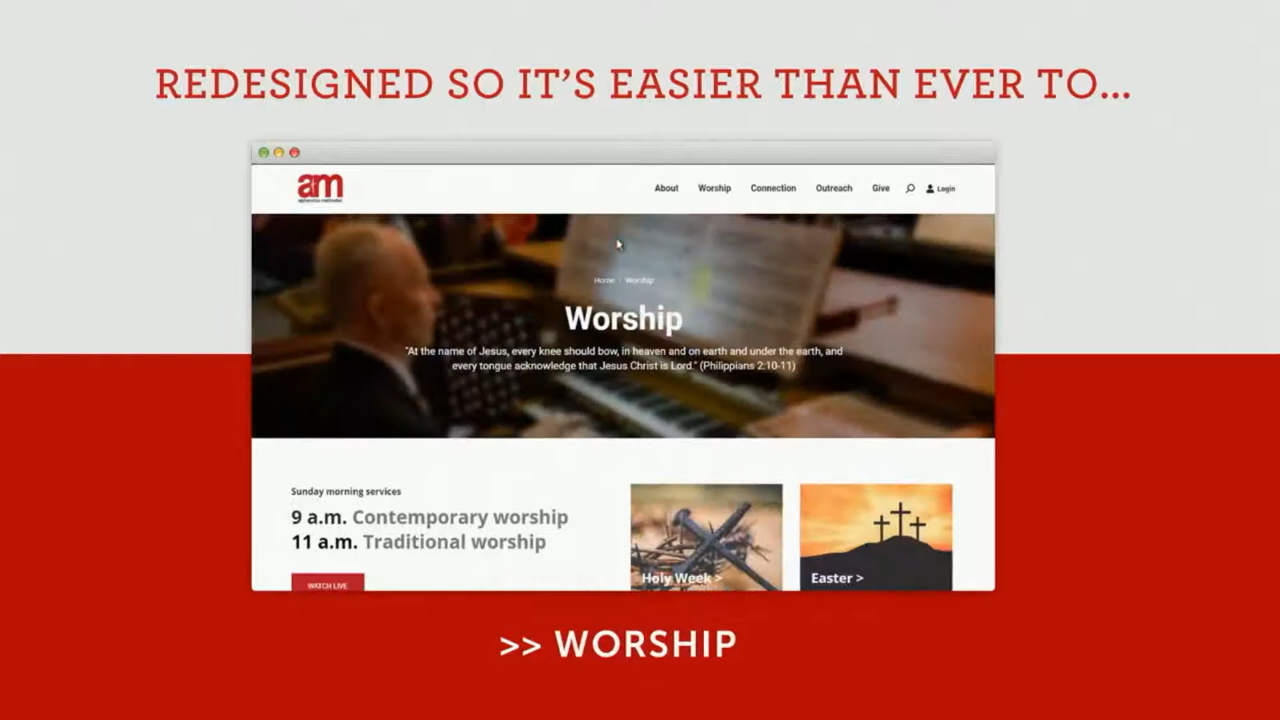 REDESIGNED SO IT'S EASIER THAN EVER TO...
am
About Worship Connection Outreach Give Login
Home | Worship
Worship
"At the name of Jesus, every knee should bow, in heaven and on earth and under the earth, and
every tongue acknowledge that Jesus Christ is Lord." (Philippians 2:10-11)
Sunday morning services
9 a.m. Contemporary worship
11 a.m. Traditional worship
WATCH LIVE
Holy Week >
Easter >
>> WORSHIP